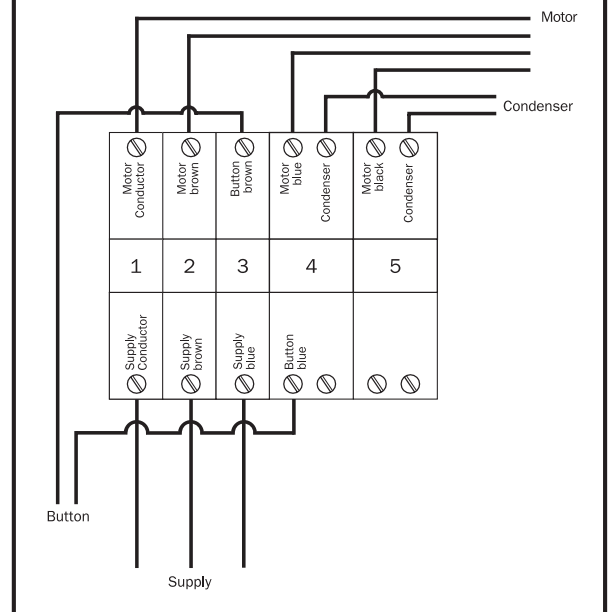 Motor
Condenser
Motor
Conductor
Motor
brown
Button
brown
Motor
blue
Condenser
Motor
black
Condenser
1
2
3
4
5
Supply
Conductor
Supply
brown
Supply
blue
Button
blue
Button
Supply